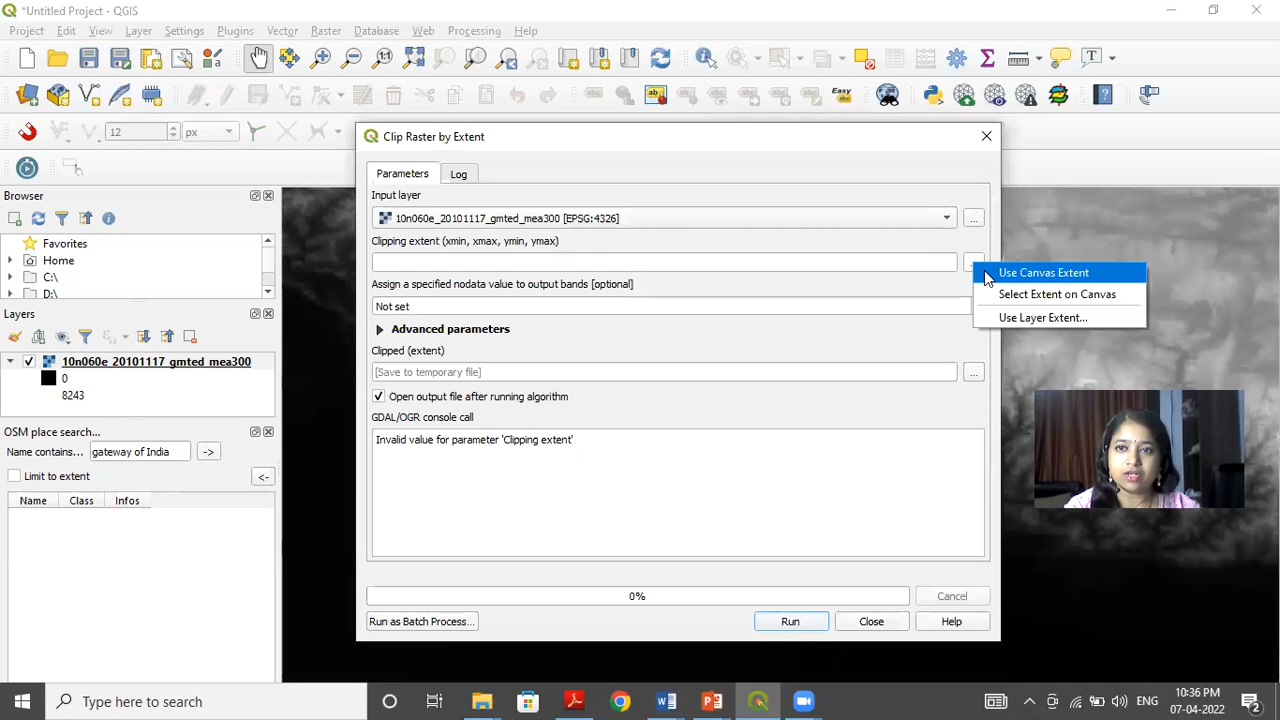 *Untitled Project — QGIS
Project Edit View Layer Settings Plugins Vector Raster Database Web Processing Help
12 px
Easy
Browser
Favorites
Home
C:\
D:\
Layers
10n060e_20101117_gmted_mea300
0
8243
OSM place search...
Name contains... gateway of India ->
Limit to extent <-
Name Class Infos
Clip Raster by Extent
Parameters Log
Input layer
10n060e_20101117_gmted_mea300 [EPSG:4326] ...
Clipping extent (xmin, xmax, ymin, ymax)
Use Canvas Extent
Select Extent on Canvas
Use Layer Extent...
Assign a specified nodata value to output bands [optional]
Not set
Advanced parameters
Clipped (extent)
[Save to temporary file] ...
Open output file after running algorithm
GDAL/OGR console call
Invalid value for parameter 'Clipping extent'
0% Cancel
Run as Batch Process... Run Close Help
Type here to search
ENG
10:36 PM
07-04-2022
2